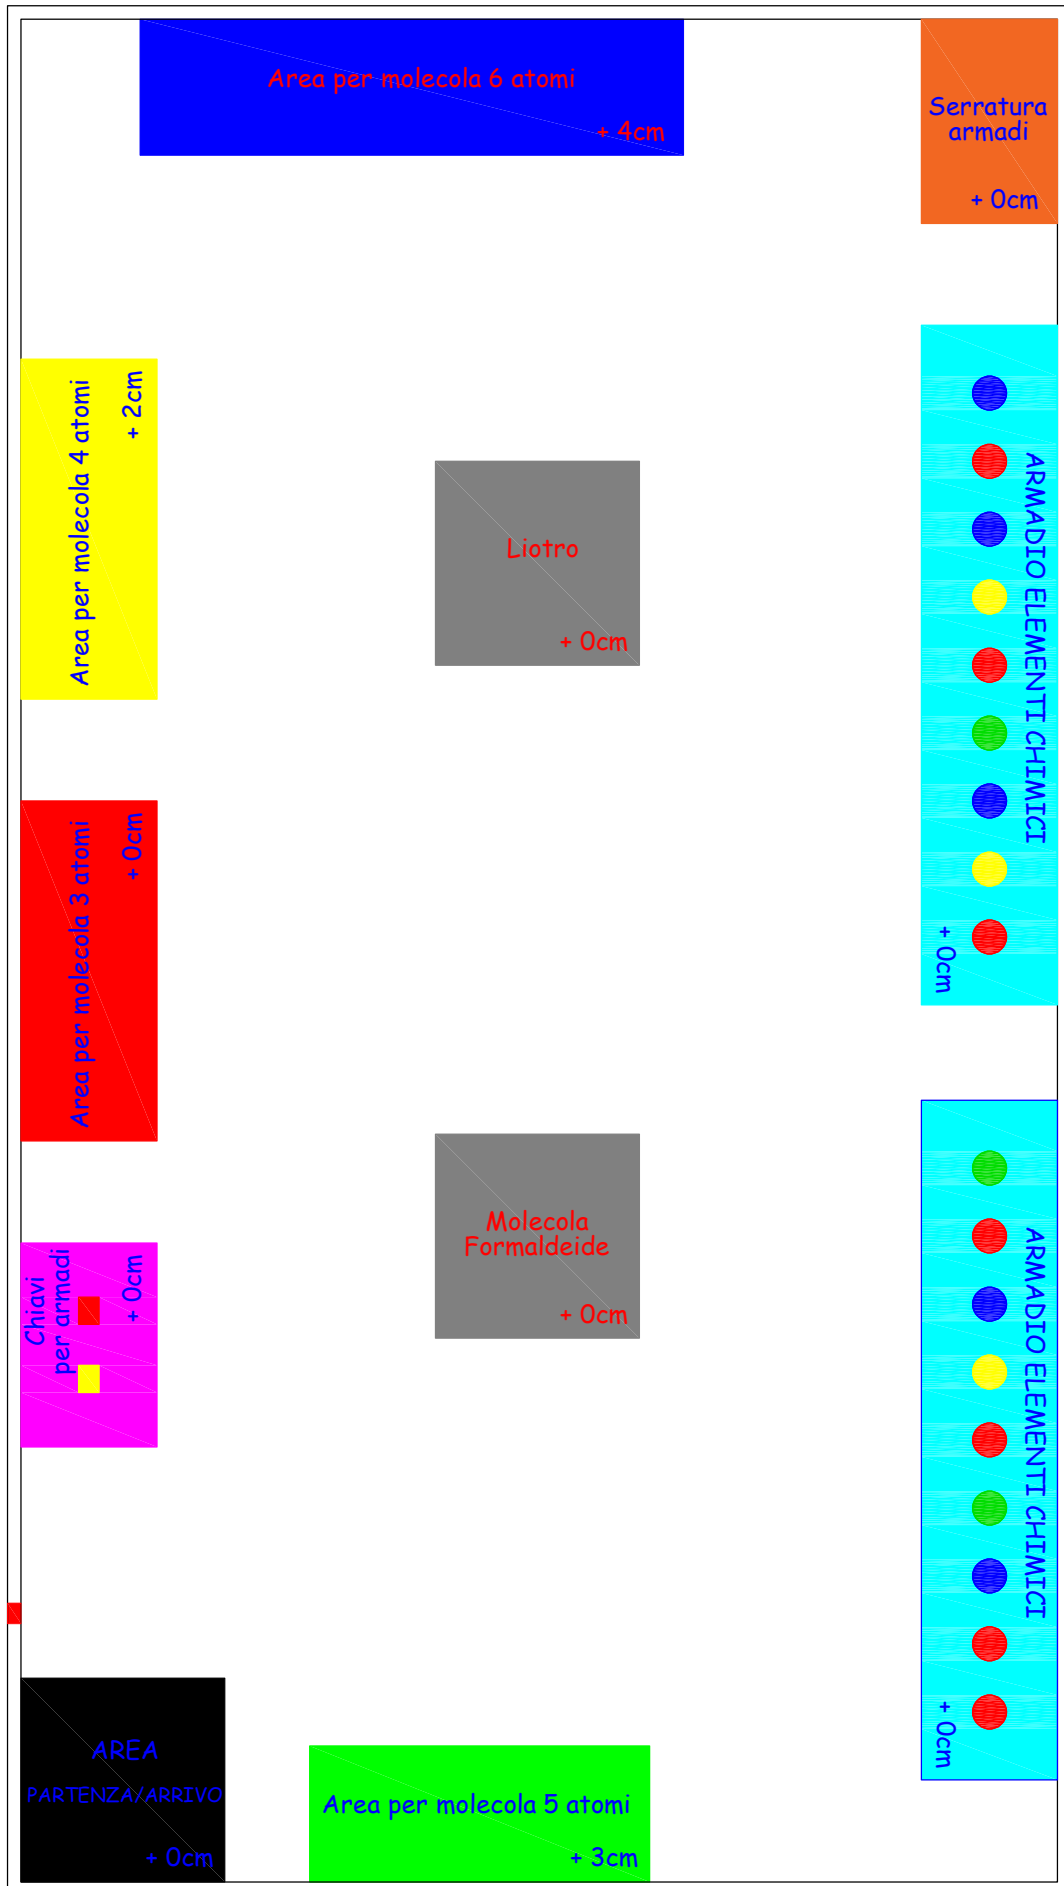 Area per molecola 6 atomi
+ 4cm
Serratura
armadi
+ 0cm
Area per molecola 4 atomi
+ 2cm
Liotro
+ 0cm
ARMADIO ELEMENTI CHIMICI
+ 0cm
Area per molecola 3 atomi
+ 0cm
Molecola
Formaldeide
+ 0cm
Chiavi
per armadi
+ 0cm
ARMADIO ELEMENTI CHIMICI
+ 0cm
AREA
PARTENZA/ARRIVO
+ 0cm
Area per molecola 5 atomi
+ 3cm